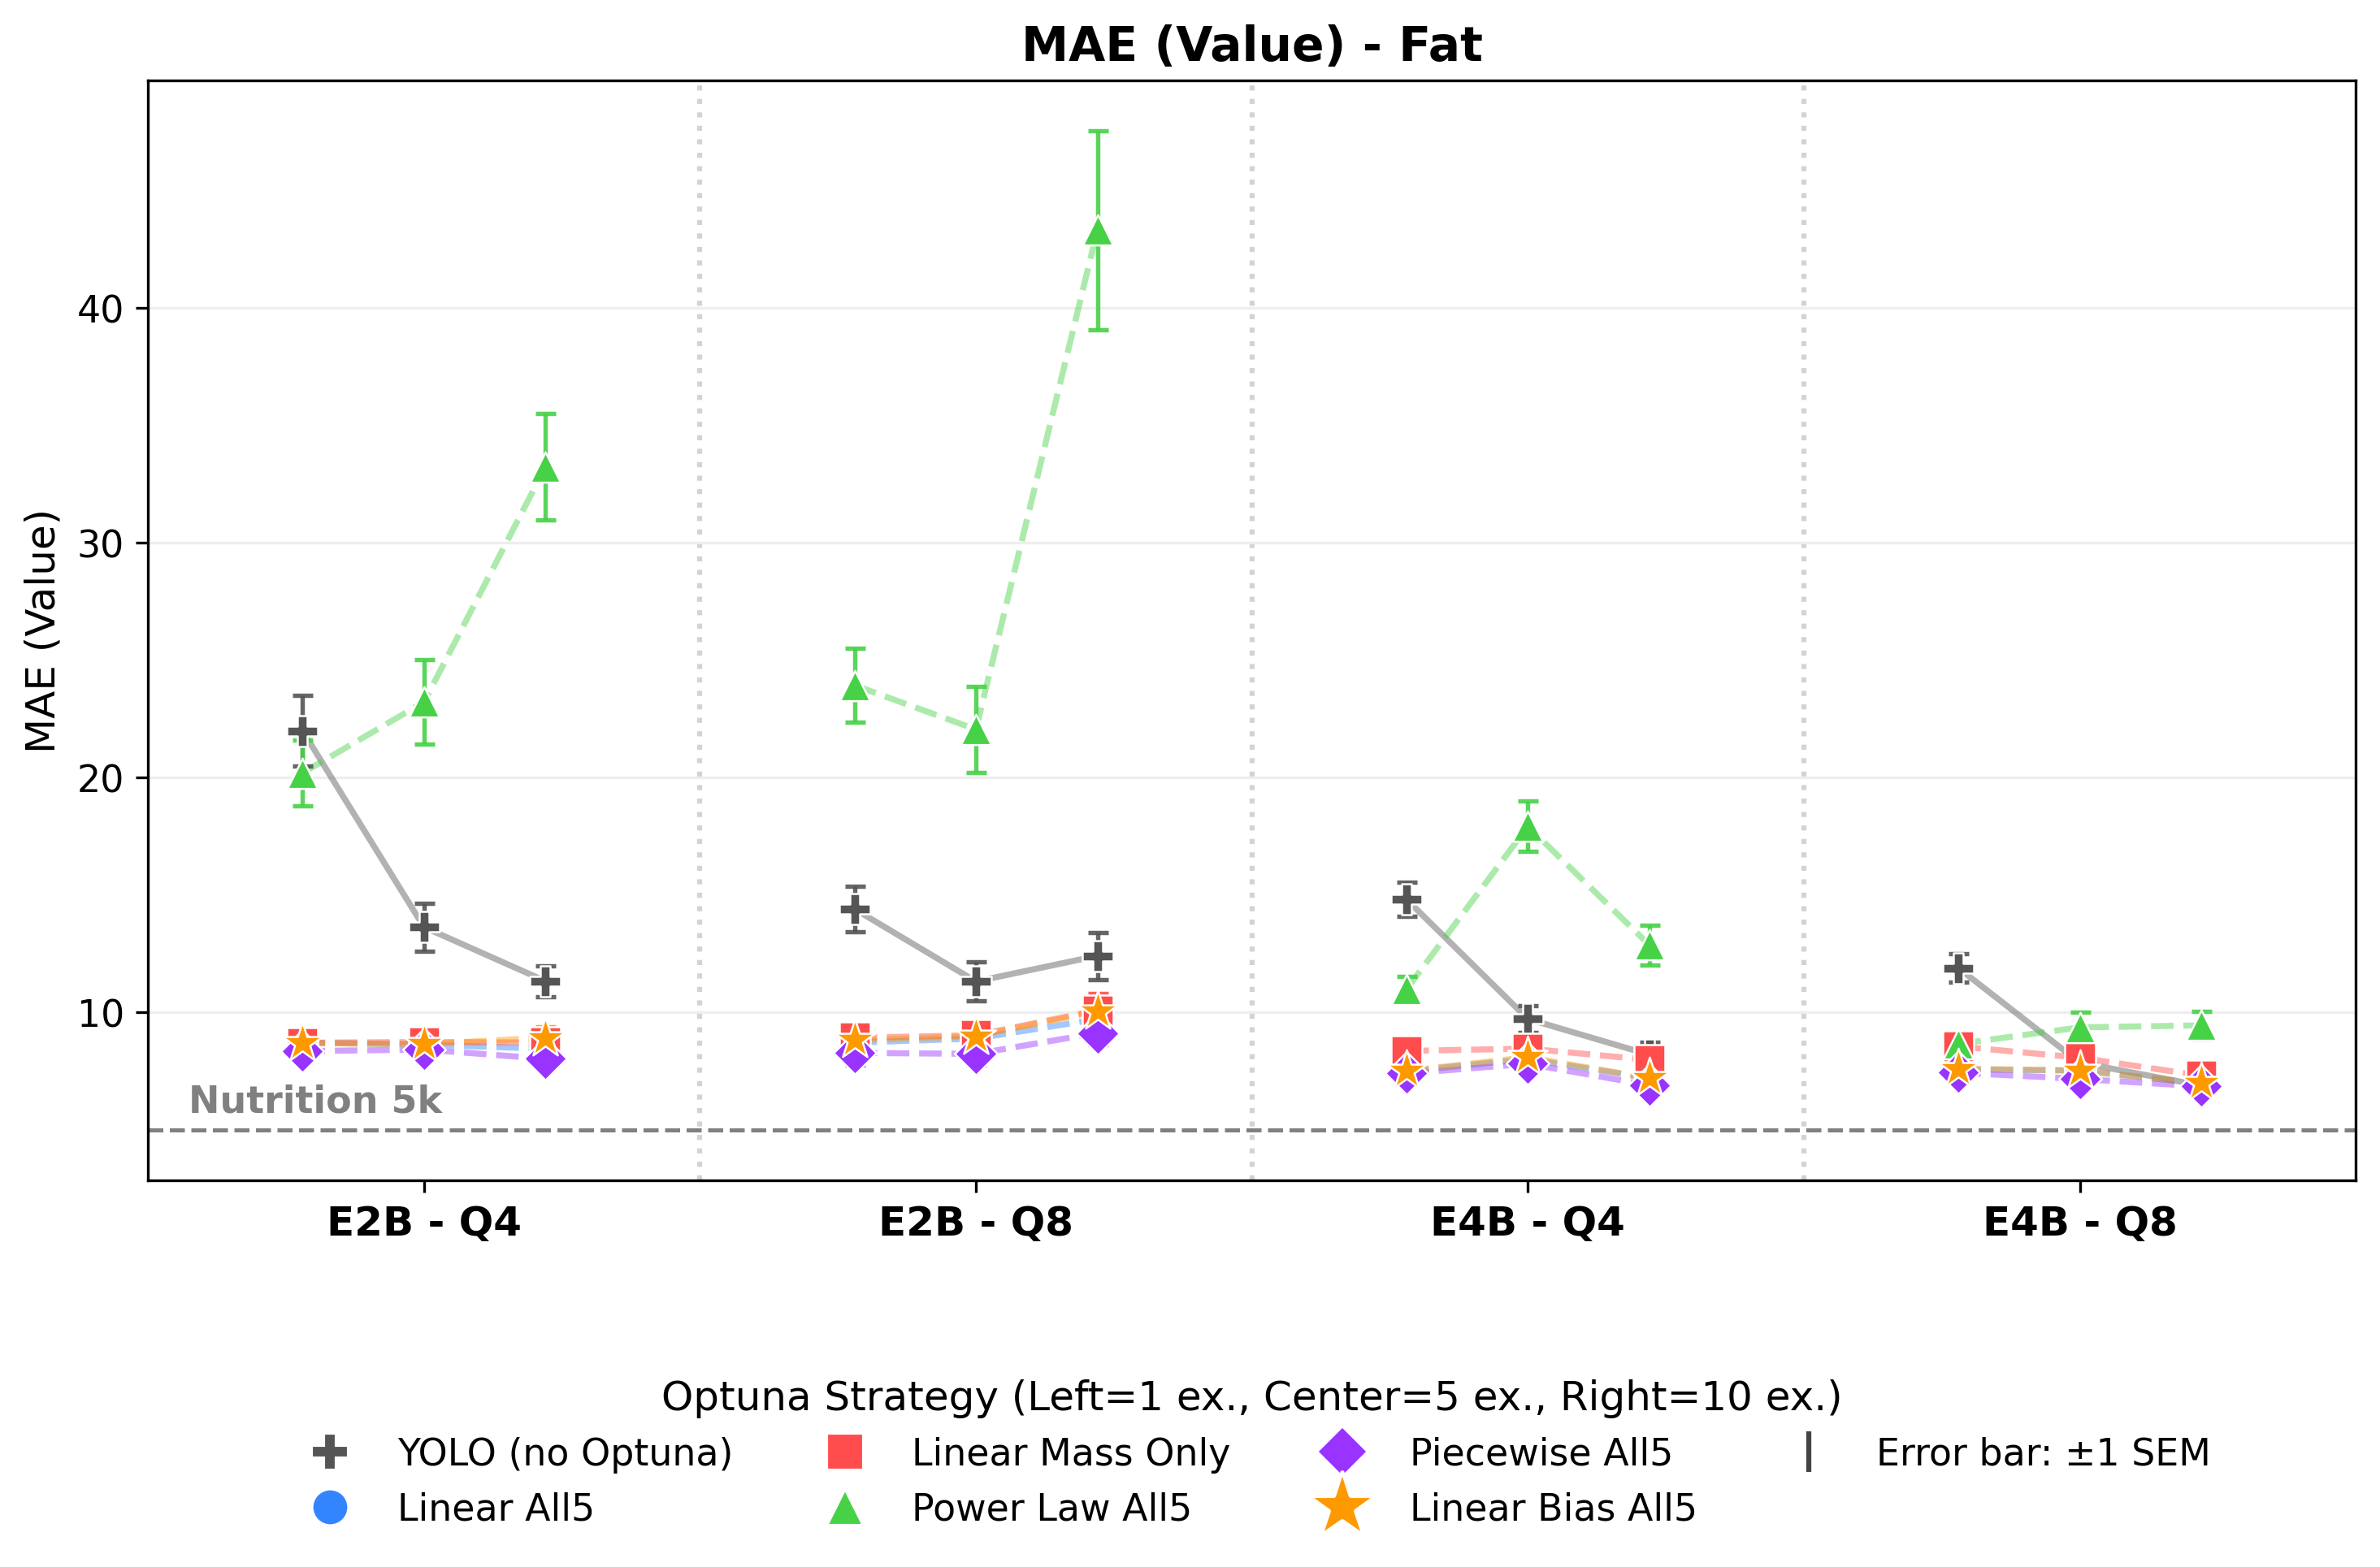 MAE (Value) - Fat
MAE (Value)
40
30
20
10
Nutrition 5k
E2B - Q4
E2B - Q8
E4B - Q4
E4B - Q8
Optuna Strategy (Left=1 ex., Center=5 ex., Right=10 ex.)
YOLO (no Optuna)
Linear All5
Linear Mass Only
Power Law All5
Piecewise All5
Linear Bias All5
Error bar: ±1 SEM